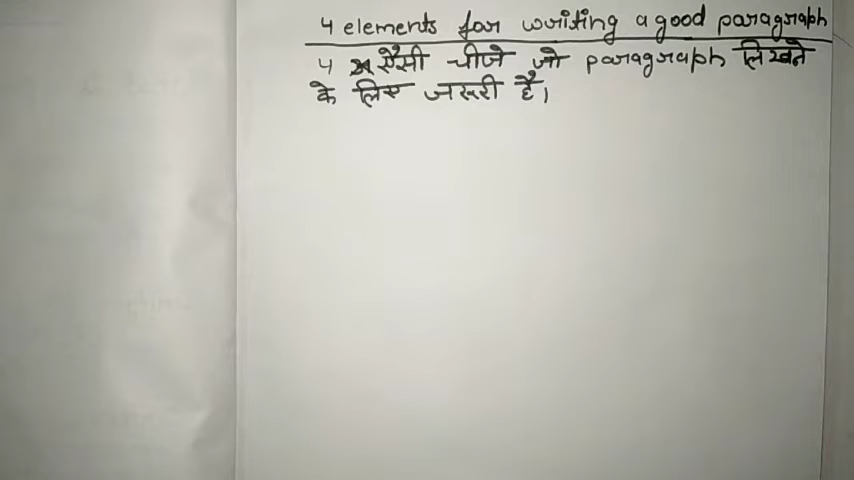 4 elements for writing a good paragraph
4 ऐसी चीजे जो paragraph लिखने
के लिए जरूरी है।